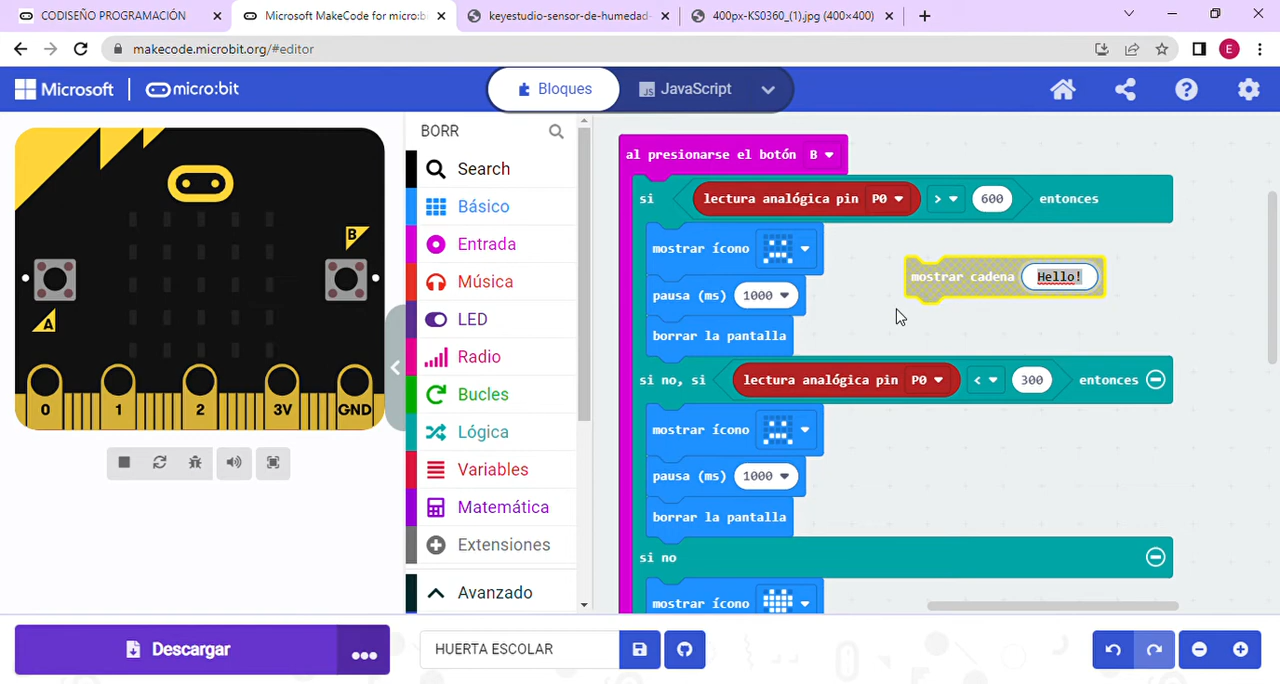 CODISEÑO PROGRAMACIÓN
Microsoft MakeCode for micro:b
keyestudio-sensor-de-humedad-
400px-KS0360_(1).jpg (400×400)
makecode.microbit.org/#editor
E
Microsoft
micro:bit
Bloques
JS JavaScript
BORR
Search
Básico
Entrada
Música
LED
Radio
Bucles
Lógica
Variables
Matemática
Extensiones
Avanzado
B
A
0 1 2 3V GND
al presionarse el botón B
si lectura analógica pin P0 > 600 entonces
mostrar ícono
pausa (ms) 1000
borrar la pantalla
mostrar cadena Hello!
si no, si lectura analógica pin P0 < 300 entonces
mostrar ícono
pausa (ms) 1000
borrar la pantalla
si no
mostrar ícono
Descargar
HUERTA ESCOLAR